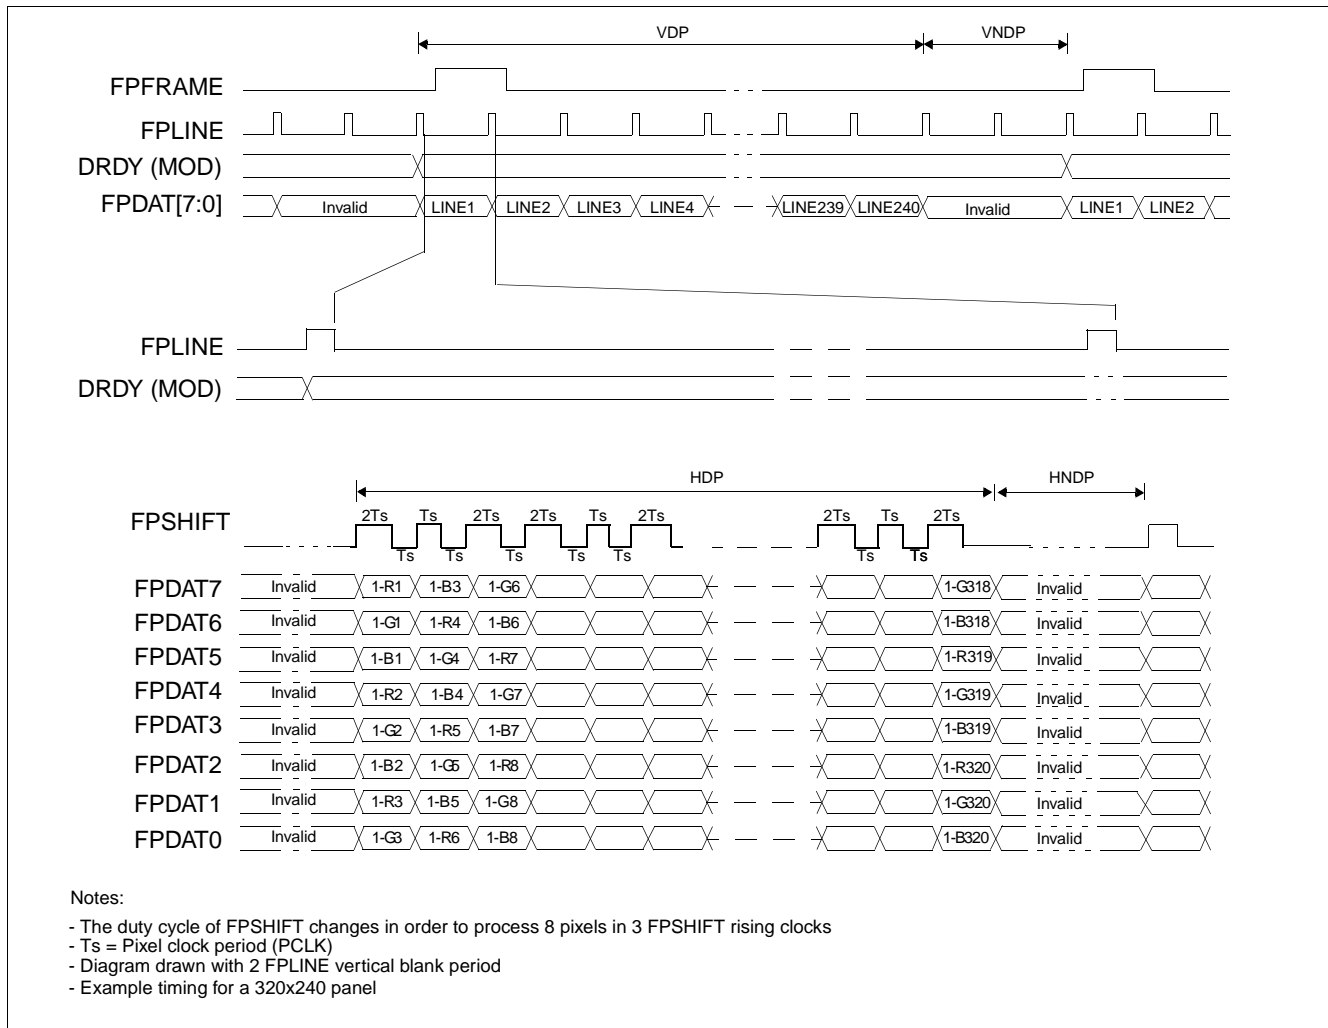 VDP VNDP
FPFRAME
FPLINE
DRDY (MOD)
FPDAT[7:0] Invalid LINE1 LINE2 LINE3 LINE4 LINE239 LINE240 Invalid LINE1 LINE2
FPLINE
DRDY (MOD)
HDP HNDP
FPSHIFT 2Ts Ts 2Ts 2Ts Ts 2Ts 2Ts Ts 2Ts
Ts Ts Ts Ts Ts Ts Ts
FPDAT7 Invalid 1-R1 1-B3 1-G6 1-G318 Invalid
FPDAT6 Invalid 1-G1 1-R4 1-B6 1-B318 Invalid
FPDAT5 Invalid 1-B1 1-G4 1-R7 1-R319 Invalid
FPDAT4 Invalid 1-R2 1-B4 1-G7 1-G319 Invalid
FPDAT3 Invalid 1-G2 1-R5 1-B7 1-B319 Invalid
FPDAT2 Invalid 1-B2 1-G5 1-R8 1-R320 Invalid
FPDAT1 Invalid 1-R3 1-B5 1-G8 1-G320 Invalid
FPDAT0 Invalid 1-G3 1-R6 1-B8 1-B320 Invalid
Notes:
- The duty cycle of FPSHIFT changes in order to process 8 pixels in 3 FPSHIFT rising clocks
- Ts = Pixel clock period (PCLK)
- Diagram drawn with 2 FPLINE vertical blank period
- Example timing for a 320x240 panel